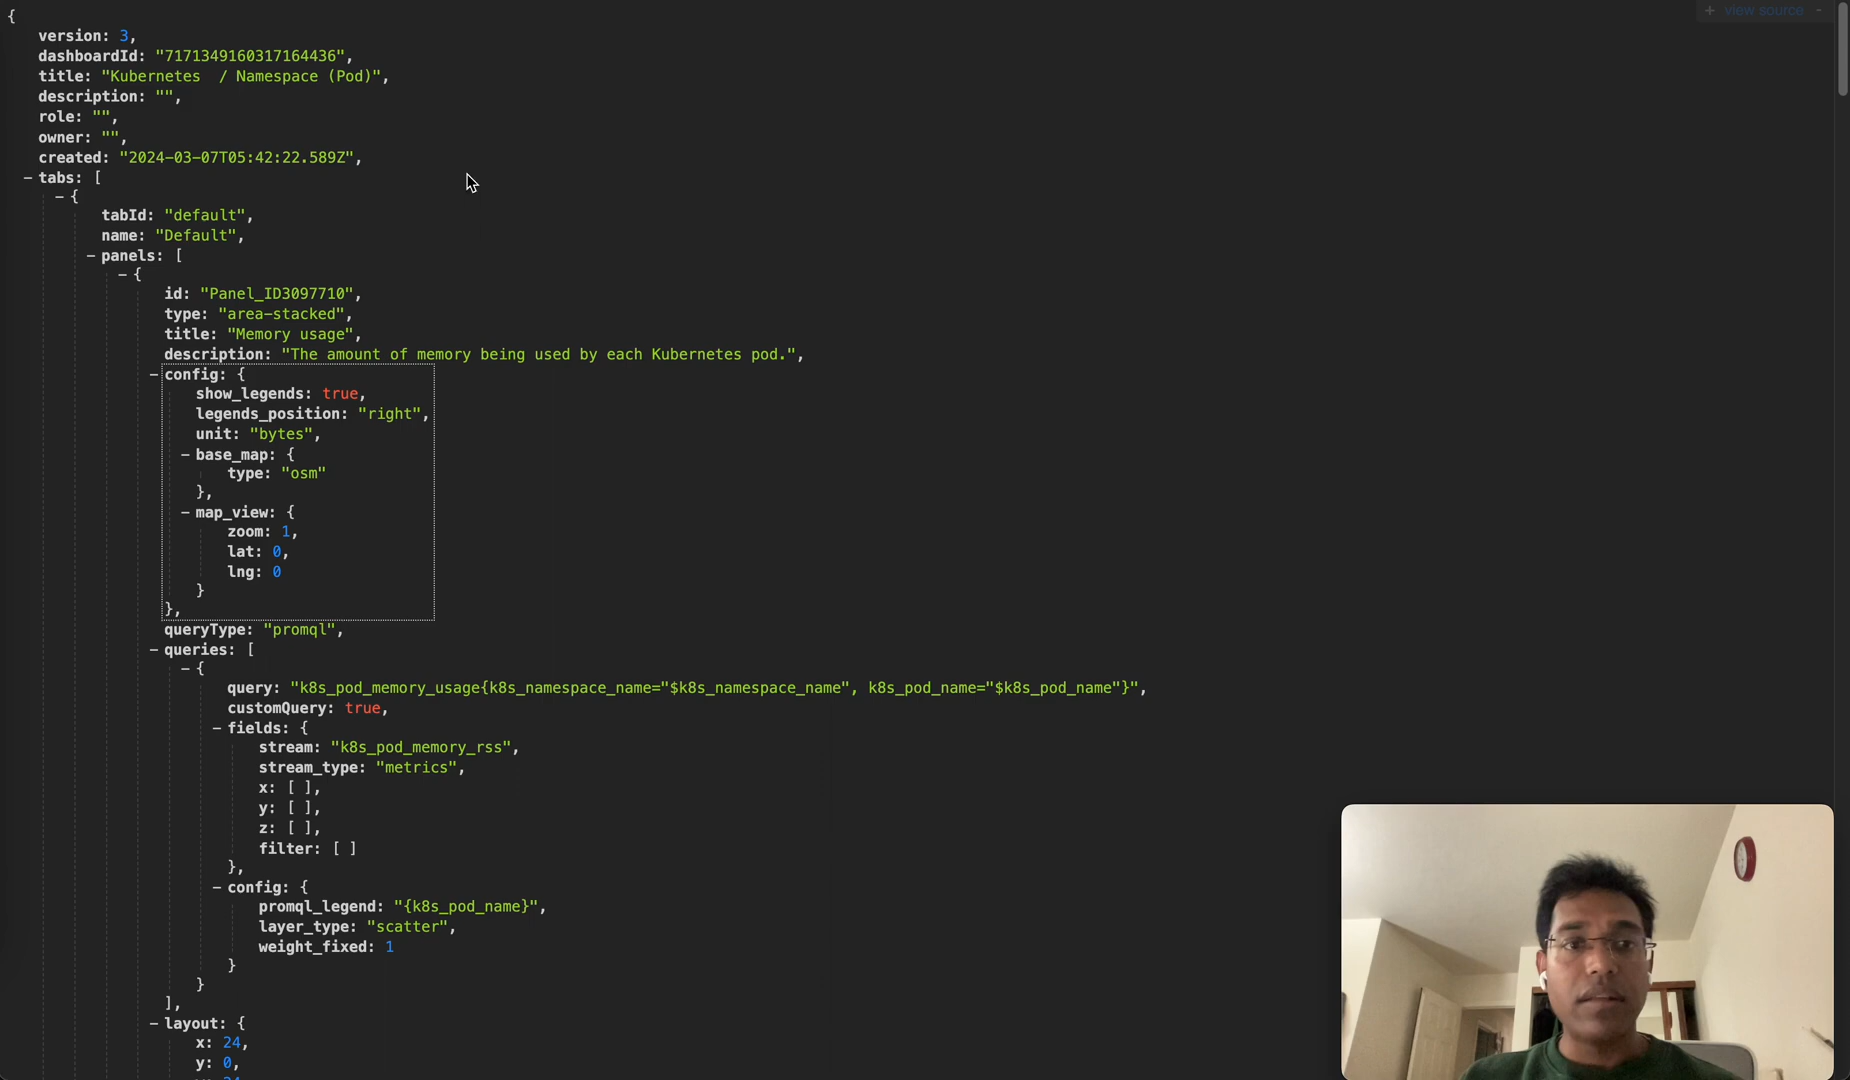 + view source -
{
version: 3,
dashboardId: "7171349160317164436",
title: "Kubernetes  / Namespace (Pod)",
description: "",
role: "",
owner: "",
created: "2024-03-07T05:42:22.589Z",
− tabs: [
− {
tabId: "default",
name: "Default",
− panels: [
− {
id: "Panel_ID3097710",
type: "area-stacked",
title: "Memory usage",
description: "The amount of memory being used by each Kubernetes pod.",
− config: {
show_legends: true,
legends_position: "right",
unit: "bytes",
− base_map: {
type: "osm"
},
− map_view: {
zoom: 1,
lat: 0,
lng: 0
}
},
queryType: "promql",
− queries: [
− {
query: "k8s_pod_memory_usage{k8s_namespace_name="$k8s_namespace_name", k8s_pod_name="$k8s_pod_name"}",
customQuery: true,
− fields: {
stream: "k8s_pod_memory_rss",
stream_type: "metrics",
x: [ ],
y: [ ],
z: [ ],
filter: [ ]
},
− config: {
promql_legend: "{k8s_pod_name}",
layer_type: "scatter",
weight_fixed: 1
}
}
],
− layout: {
x: 24,
y: 0,